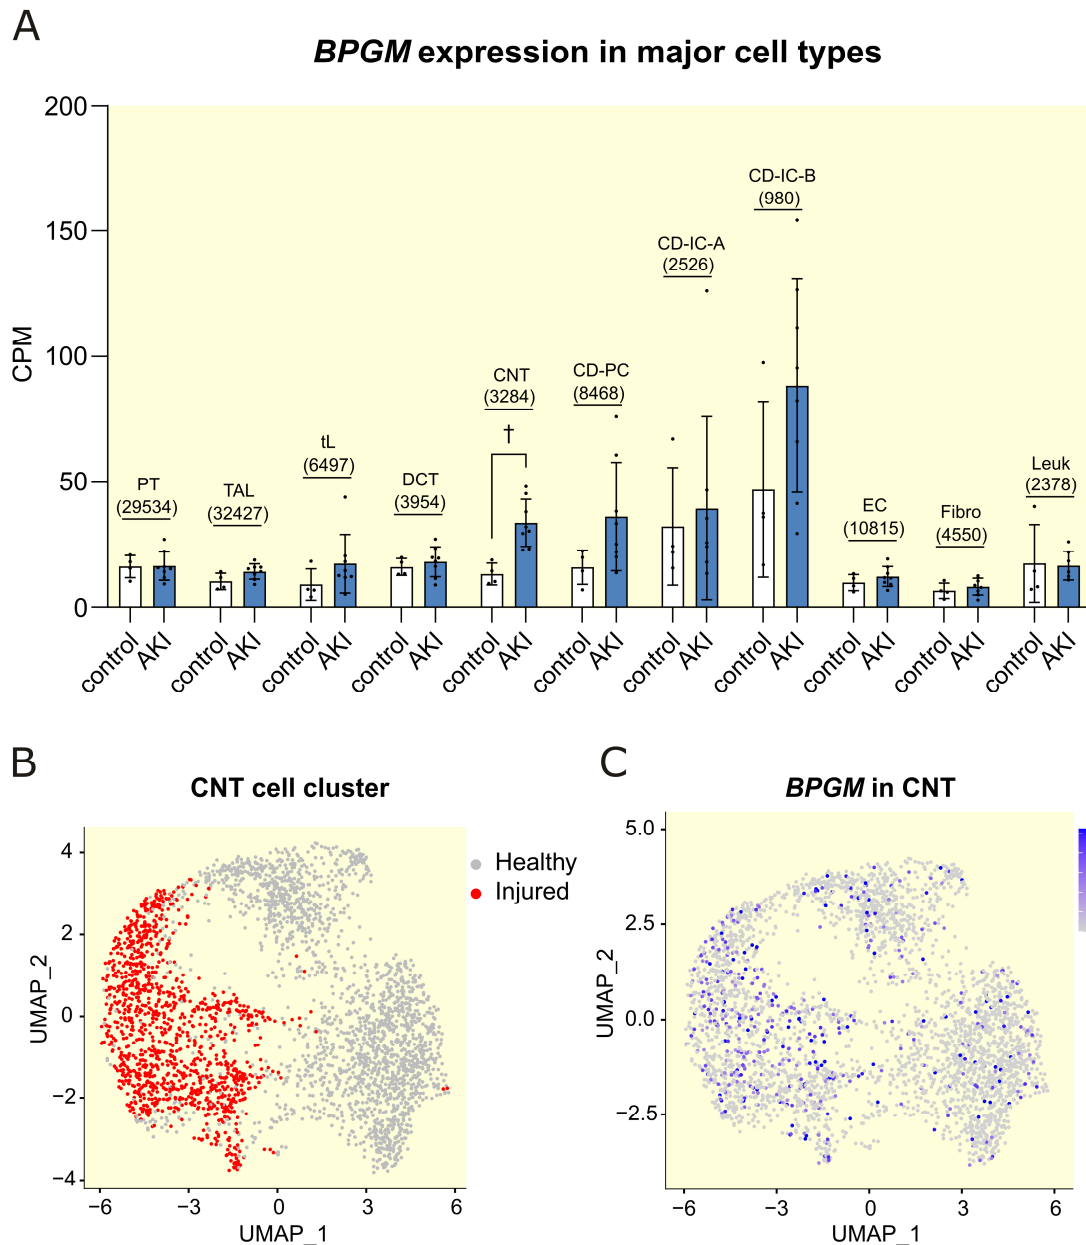 A
BPGM expression in major cell types
200
150
100
50
0
CPM
PT
(29534)
TAL
(32427)
tL
(6497)
DCT
(3954)
CNT
(3284)
†
CD-PC
(8468)
CD-IC-A
(2526)
CD-IC-B
(980)
EC
(10815)
Fibro
(4550)
Leuk
(2378)
control AKI control AKI control AKI control AKI control AKI control AKI control AKI control AKI control AKI control AKI control AKI
B
CNT cell cluster
4
2
0
−2
−4
UMAP_2
−6 −3 0 3 6
UMAP_1
Healthy
Injured
C
BPGM in CNT
5.0
2.5
0.0
−2.5
UMAP_2
−6 −3 0 3 6
UMAP_1